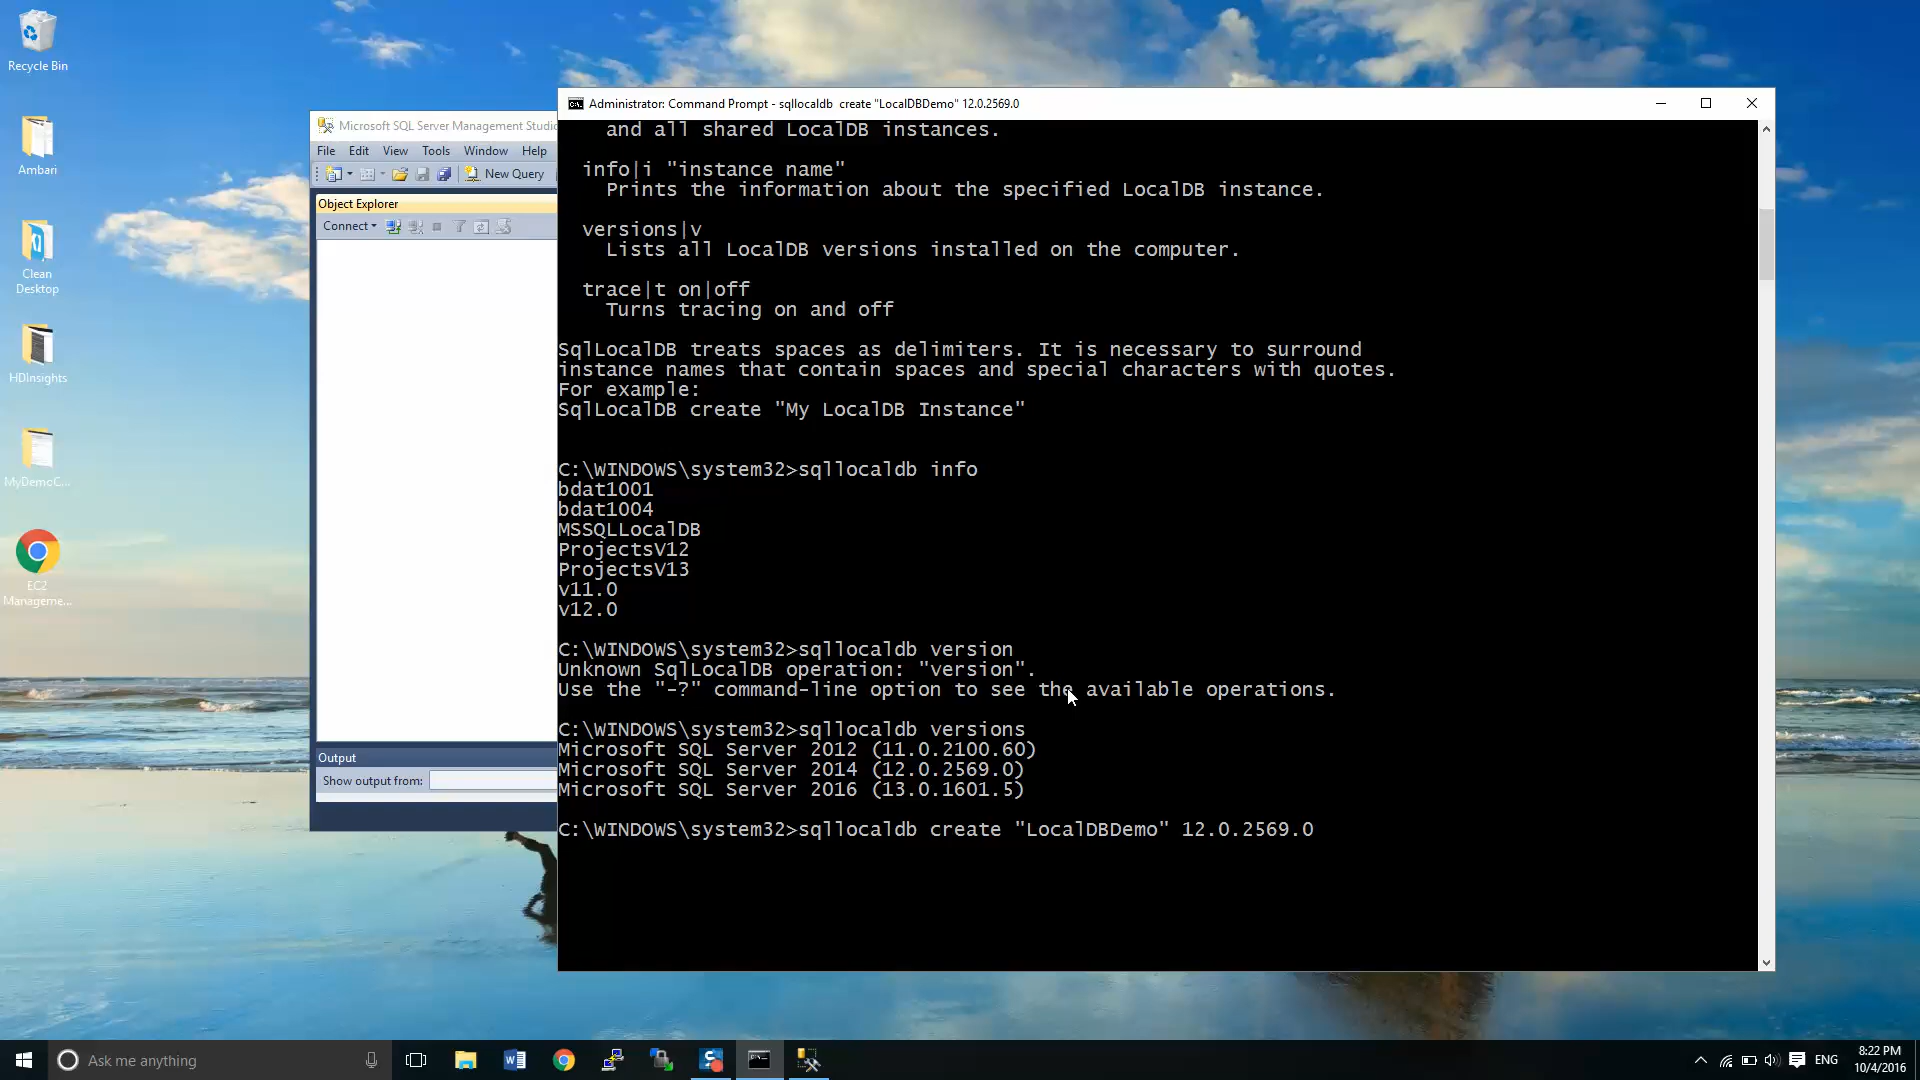 Recycle Bin
Ambari
Clean
Desktop
HDInsights
MyDemoC...
EC2
Manageme...
Microsoft SQL Server Management Studio
File Edit View Tools Window Help
New Query
Object Explorer
Connect
Output
Show output from:
Administrator: Command Prompt - sqllocaldb  create "LocalDBDemo" 12.0.2569.0
and all shared LocalDB instances.
info|i "instance name"
Prints the information about the specified LocalDB instance.
versions|v
Lists all LocalDB versions installed on the computer.
trace|t on|off
Turns tracing on and off
SqlLocalDB treats spaces as delimiters. It is necessary to surround
instance names that contain spaces and special characters with quotes.
For example:
SqlLocalDB create "My LocalDB Instance"
C:\WINDOWS\system32>sqllocaldb info
bdat1001
bdat1004
MSSQLLocalDB
ProjectsV12
ProjectsV13
v11.0
v12.0
C:\WINDOWS\system32>sqllocaldb version
Unknown SqlLocalDB operation: "version".
Use the "-?" command-line option to see the available operations.
C:\WINDOWS\system32>sqllocaldb versions
Microsoft SQL Server 2012 (11.0.2100.60)
Microsoft SQL Server 2014 (12.0.2569.0)
Microsoft SQL Server 2016 (13.0.1601.5)
C:\WINDOWS\system32>sqllocaldb create "LocalDBDemo" 12.0.2569.0
Ask me anything
ENG
8:22 PM
10/4/2016